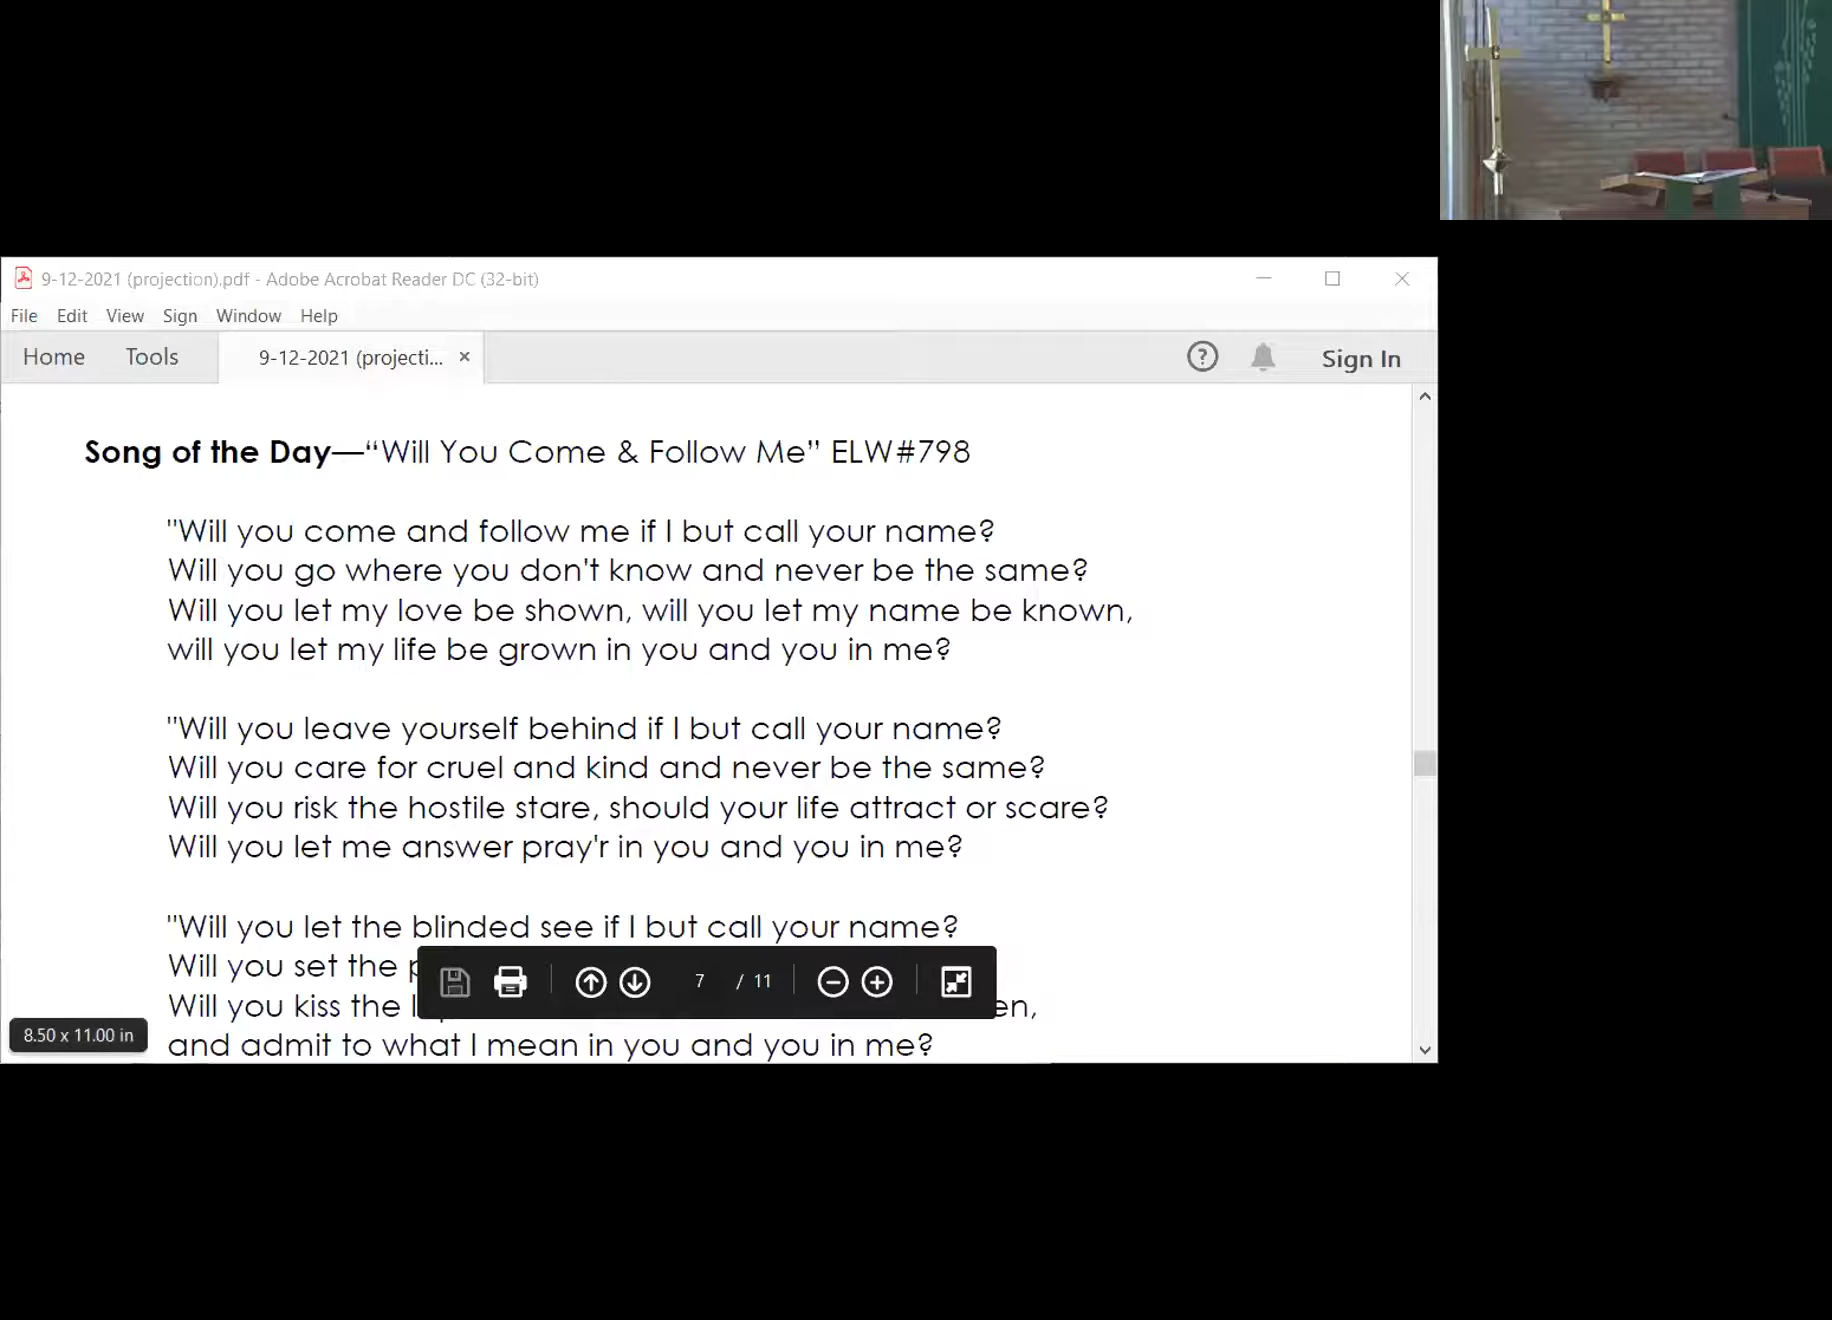 9-12-2021 (projection).pdf - Adobe Acrobat Reader DC (32-bit)
File Edit View Sign Window Help
Home Tools 9-12-2021 (projecti... × Sign In
Song of the Day—“Will You Come & Follow Me” ELW#798
"Will you come and follow me if I but call your name?
Will you go where you don't know and never be the same?
Will you let my love be shown, will you let my name be known,
will you let my life be grown in you and you in me?
"Will you leave yourself behind if I but call your name?
Will you care for cruel and kind and never be the same?
Will you risk the hostile stare, should your life attract or scare?
Will you let me answer pray'r in you and you in me?
"Will you let the blinded see if I but call your name?
Will you set the
Will you kiss the
and admit to what I mean in you and you in me?
7 / 11
8.50 x 11.00 in